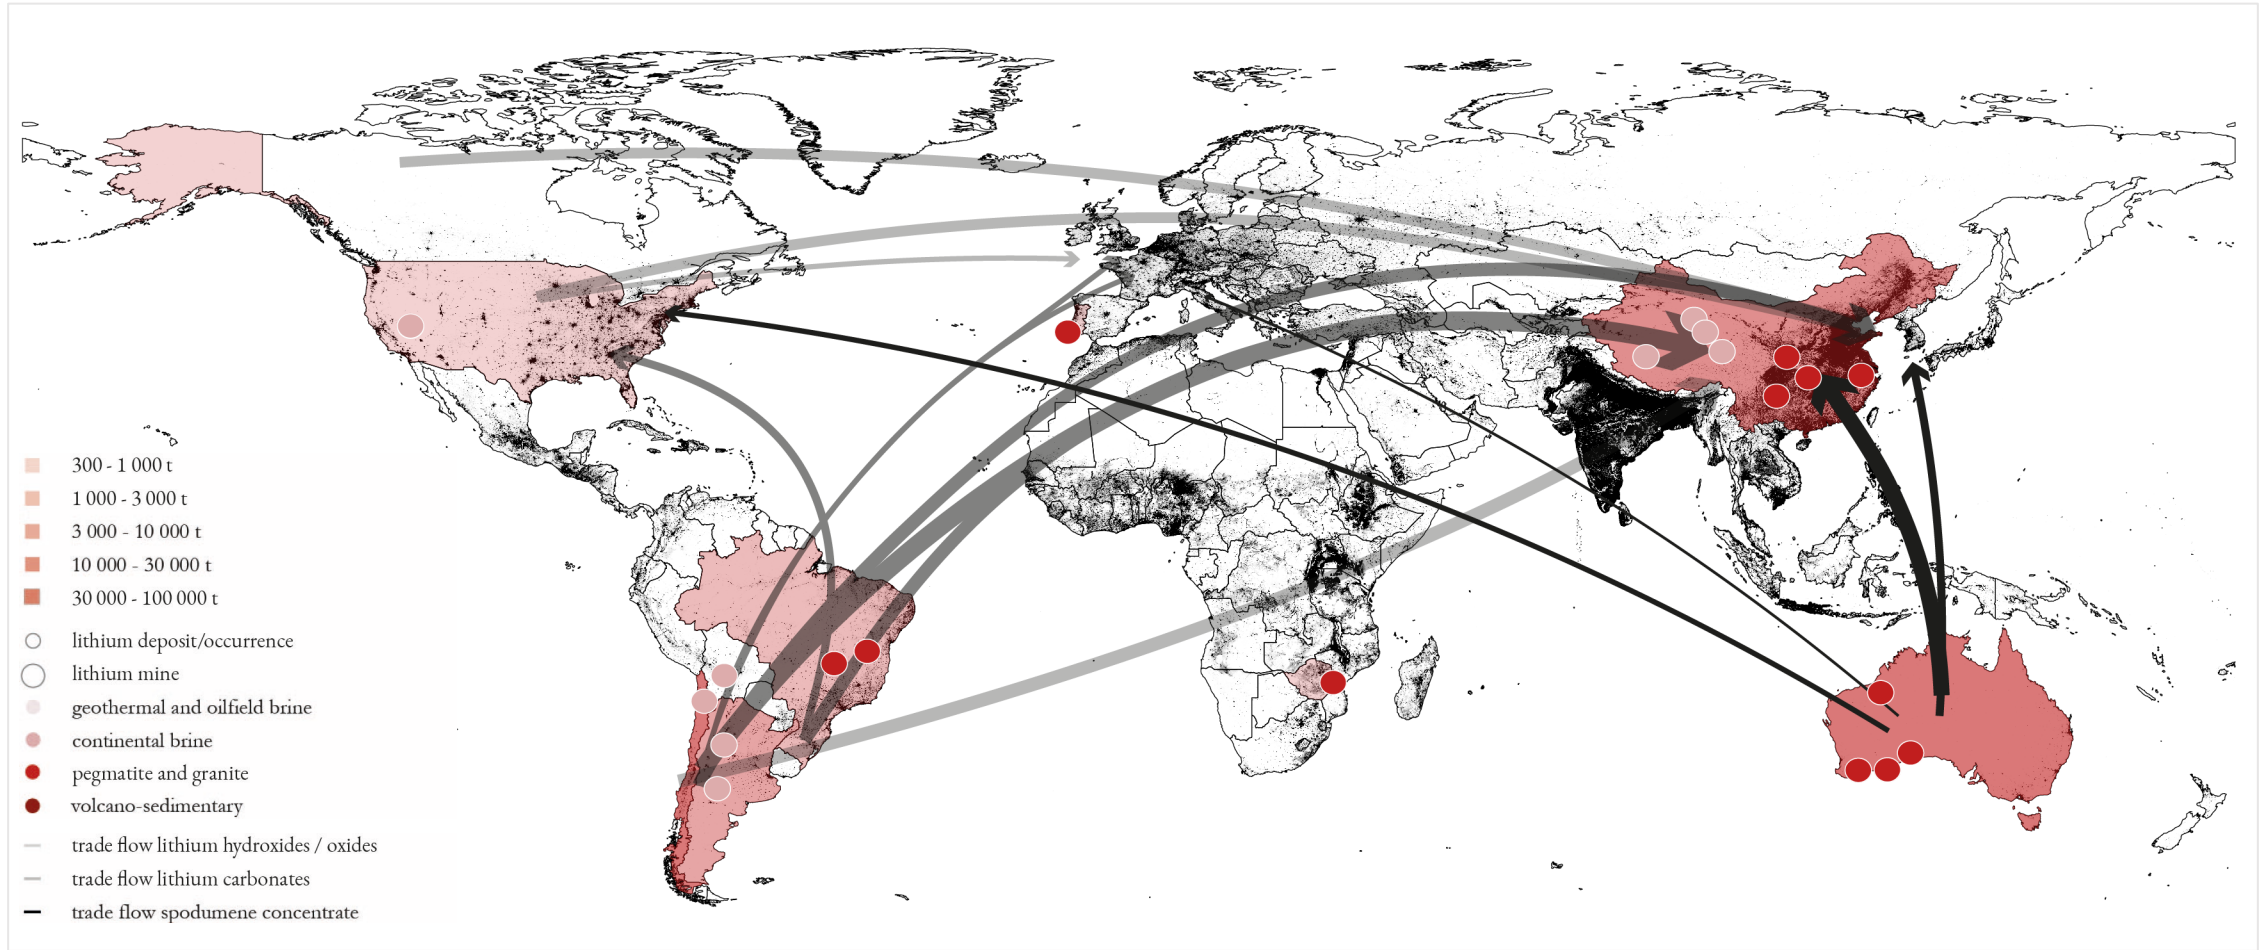 300 - 1 000 t
1 000 - 3 000 t
3 000 - 10 000 t
10 000 - 30 000 t
30 000 - 100 000 t
lithium deposit/occurrence
lithium mine
geothermal and oilfield brine
continental brine
pegmatite and granite
volcano-sedimentary
trade flow lithium hydroxides / oxides
trade flow lithium carbonates
trade flow spodumene concentrate